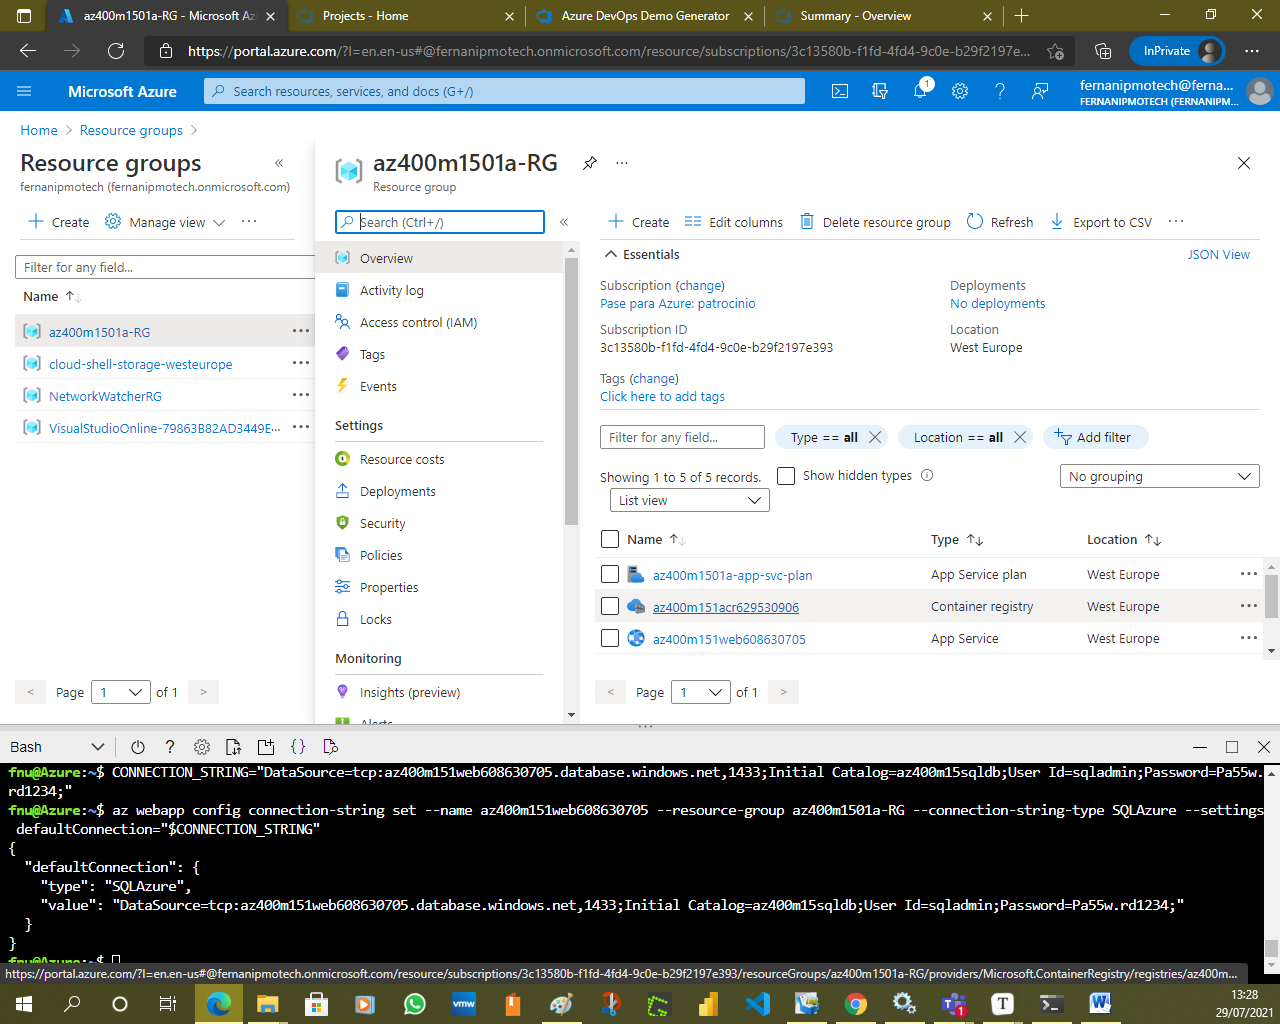 az400m1501a-RG - Microsoft Az
Projects - Home
Azure DevOps Demo Generator
Summary - Overview
https://portal.azure.com/?l=en.en-us#@fernanipmotech.onmicrosoft.com/resource/subscriptions/3c13580b-f1fd-4fd4-9c0e-b29f2197e...
InPrivate
Microsoft Azure
Search resources, services, and docs (G+/)
1
fernanipmotech@ferna...
FERNANIPMOTECH (FERNANIPM...
Home > Resource groups >
Resource groups
fernanipmotech (fernanipmotech.onmicrosoft.com)
+ Create
Manage view
Filter for any field...
Name
az400m1501a-RG
cloud-shell-storage-westeurope
NetworkWatcherRG
VisualStudioOnline-79863B82AD3449E...
< Page 1 of 1 >
az400m1501a-RG
Resource group
Search (Ctrl+/)
Overview
Activity log
Access control (IAM)
Tags
Events
Settings
Resource costs
Deployments
Security
Policies
Properties
Locks
Monitoring
Insights (preview)
Alerts
+ Create
Edit columns
Delete resource group
Refresh
Export to CSV
Essentials
JSON View
Subscription (change)
Pase para Azure: patrocinio
Subscription ID
3c13580b-f1fd-4fd4-9c0e-b29f2197e393
Deployments
No deployments
Location
West Europe
Tags (change)
Click here to add tags
Filter for any field...
Type == all
Location == all
Add filter
Showing 1 to 5 of 5 records.
Show hidden types
No grouping
List view
Name Type Location
az400m1501a-app-svc-plan App Service plan West Europe
az400m151acr629530906 Container registry West Europe
az400m151web608630705 App Service West Europe
< Page 1 of 1 >
Bash
fnu@Azure:~$ CONNECTION_STRING="DataSource=tcp:az400m151web608630705.database.windows.net,1433;Initial Catalog=az400m15sqldb;User Id=sqladmin;Password=Pa55w.
rd1234;"
fnu@Azure:~$ az webapp config connection-string set --name az400m151web608630705 --resource-group az400m1501a-RG --connection-string-type SQLAzure --settings
defaultConnection="$CONNECTION_STRING"
{
"defaultConnection": {
"type": "SQLAzure",
"value": "DataSource=tcp:az400m151web608630705.database.windows.net,1433;Initial Catalog=az400m15sqldb;User Id=sqladmin;Password=Pa55w.rd1234;"
}
}
fnu@Azure:~$
https://portal.azure.com/?l=en.en-us#@fernanipmotech.onmicrosoft.com/resource/subscriptions/3c13580b-f1fd-4fd4-9c0e-b29f2197e393/resourceGroups/az400m1501a-RG/providers/Microsoft.ContainerRegistry/registries/az400m...
vmw
1
T
W
13:28
29/07/2021